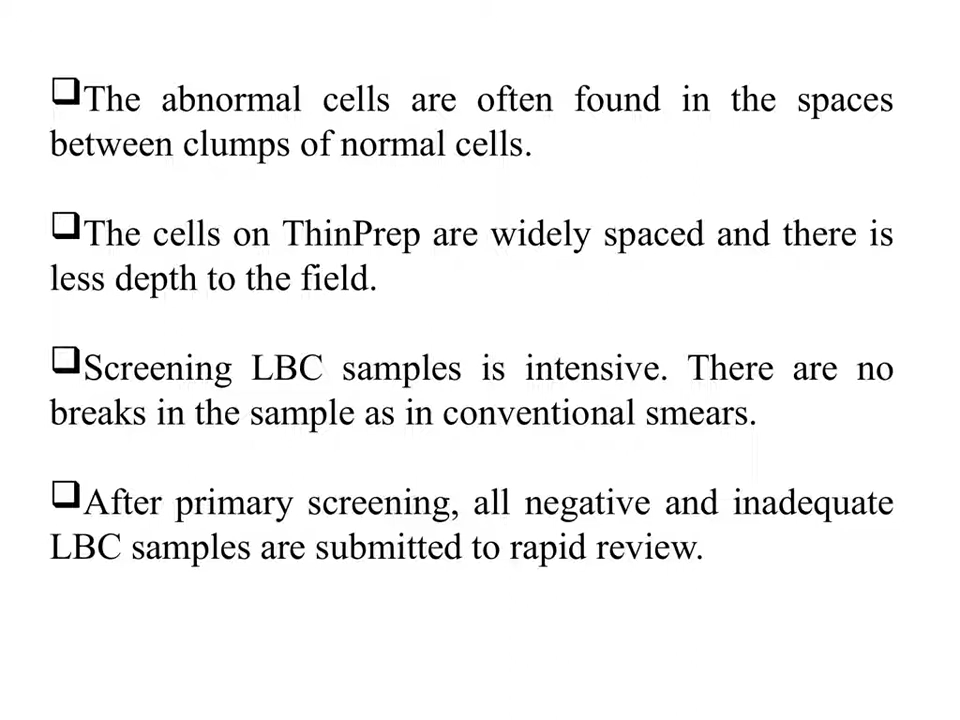 ❑The abnormal cells are often found in the spaces
between clumps of normal cells.
❑The cells on ThinPrep are widely spaced and there is
less depth to the field.
❑Screening LBC samples is intensive. There are no
breaks in the sample as in conventional smears.
❑After primary screening, all negative and inadequate
LBC samples are submitted to rapid review.